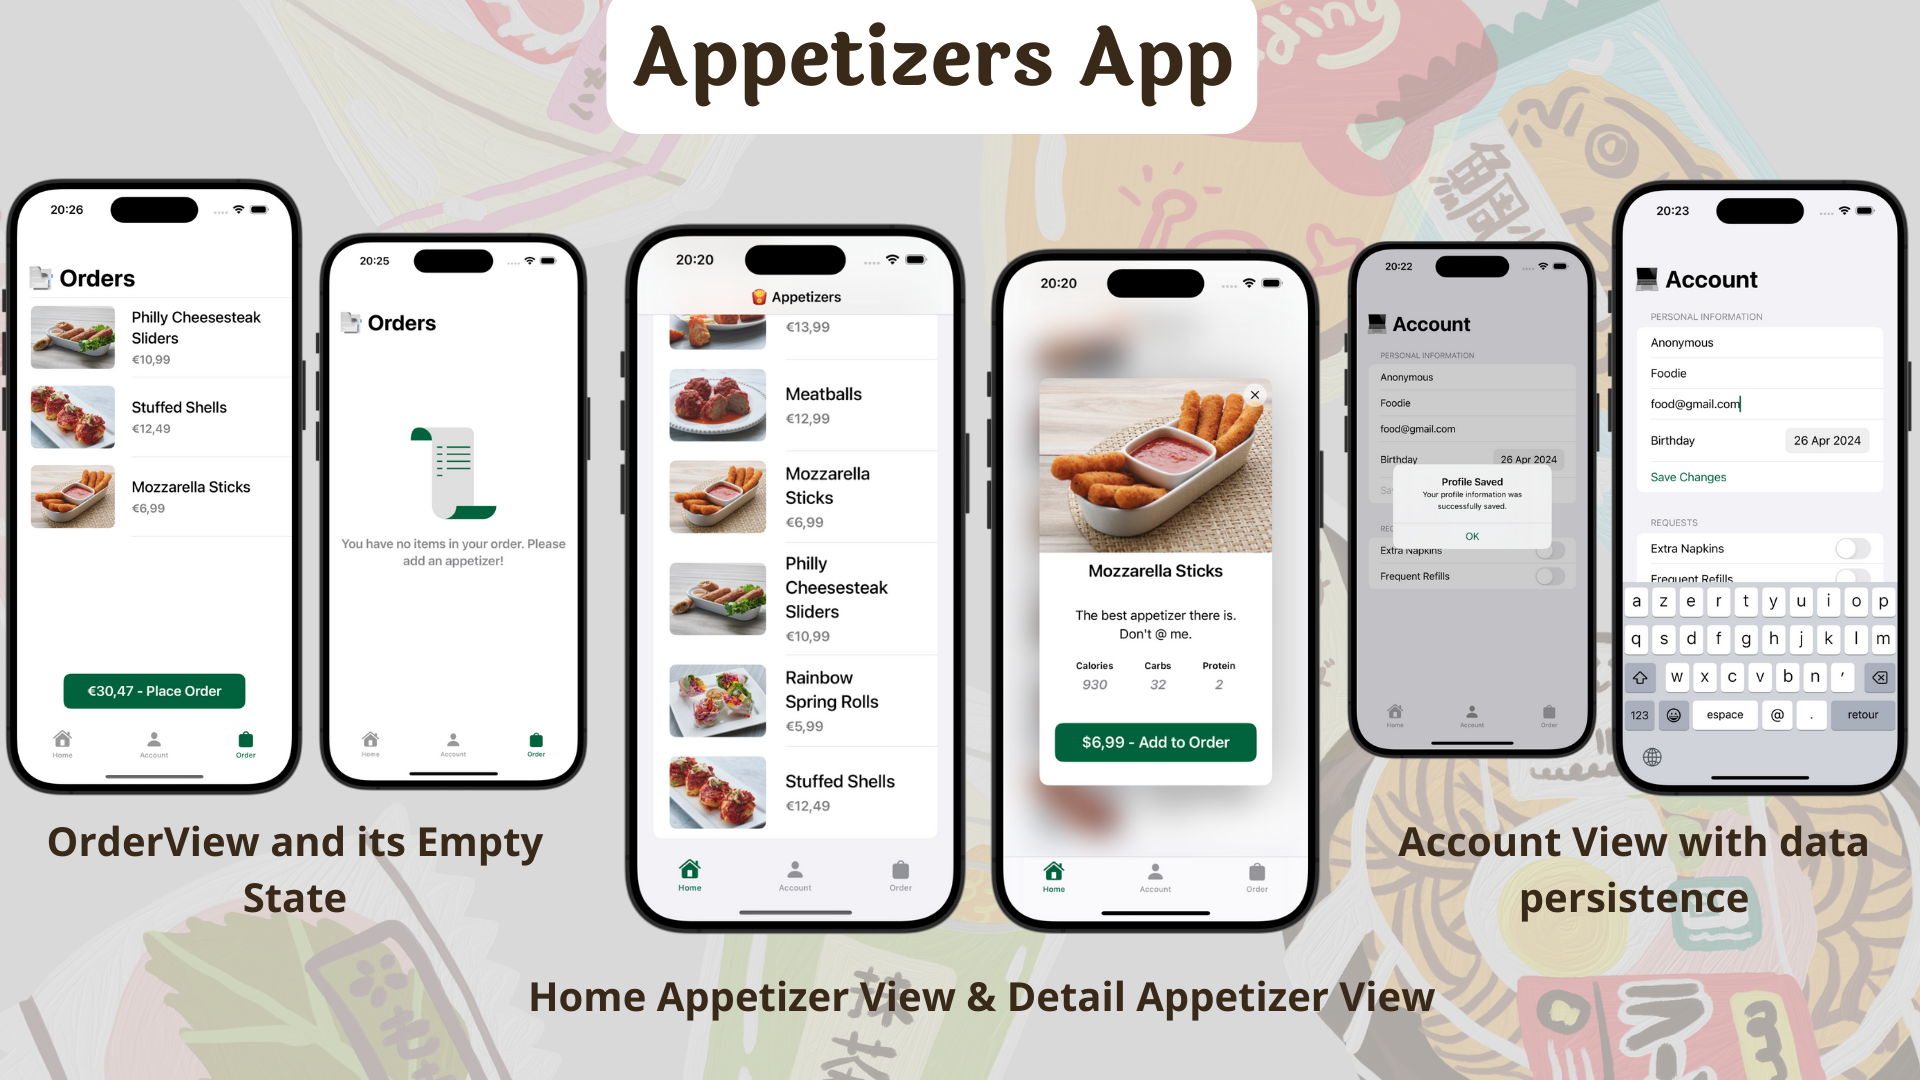 Appetizers App
20:26
Orders
Philly Cheesesteak
Sliders
€10,99
Stuffed Shells
€12,49
Mozzarella Sticks
€6,99
€30,47 - Place Order
Home Account Order
20:25
Orders
You have no items in your order. Please
add an appetizer!
Home Account Order
OrderView and its Empty
State
20:20
Appetizers
€13,99
Meatballs
€12,99
Mozzarella
Sticks
€6,99
Philly
Cheesesteak
Sliders
€10,99
Rainbow
Spring Rolls
€5,99
Stuffed Shells
€12,49
Home Account Order
20:20
Mozzarella Sticks
The best appetizer there is.
Don't @ me.
Calories Carbs Protein
930 32 2
$6,99 - Add to Order
Home Account Order
Home Appetizer View & Detail Appetizer View
20:22
Account
PERSONAL INFORMATION
Anonymous
Foodie
food@gmail.com
Birthday 26 Apr 2024
Profile Saved
Your profile information was
successfully saved.
OK
Extra Napkins
Frequent Refills
Home Account Order
20:23
Account
PERSONAL INFORMATION
Anonymous
Foodie
food@gmail.com
Birthday 26 Apr 2024
Save Changes
REQUESTS
Extra Napkins
Frequent Refills
a z e r t y u i o p
q s d f g h j k l m
w x c v b n ′
123 espace @ . retour
Account View with data
persistence